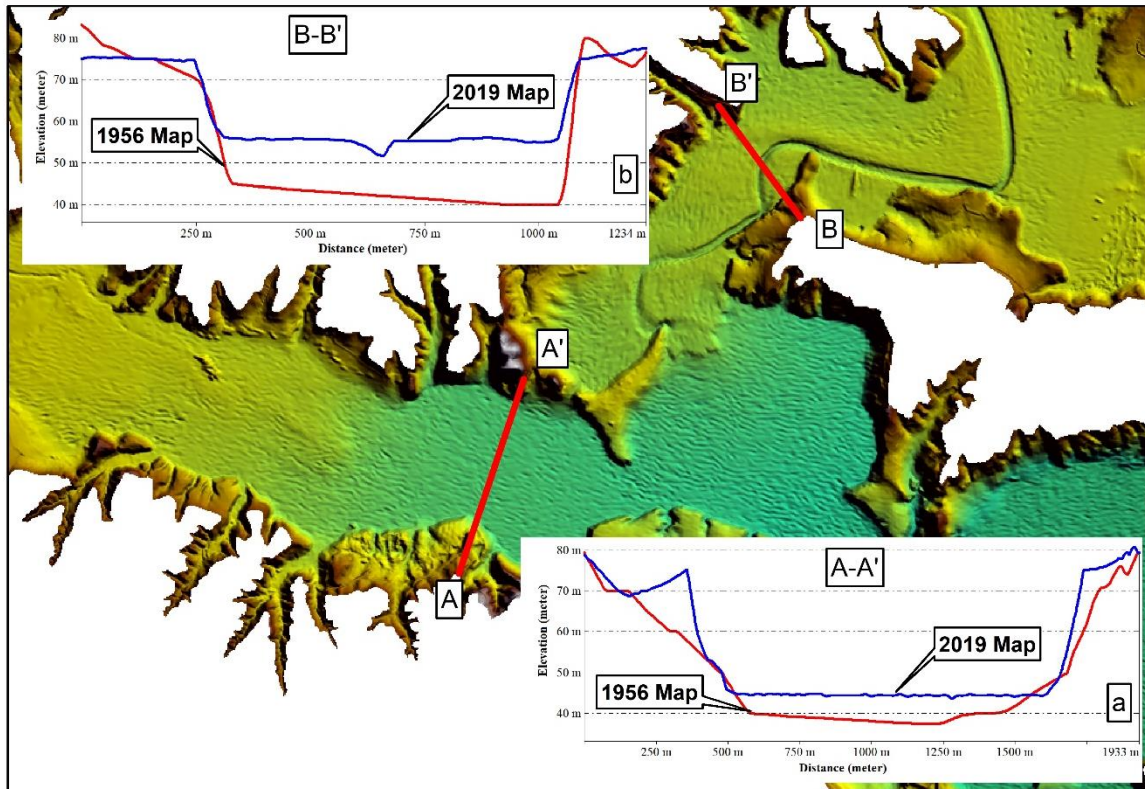 B-B'
80 m
70 m
60 m
50 m
40 m
Elevation (meter)
2019 Map
1956 Map
b
250 m
500 m
750 m
1000 m
1234 m
Distance (meter)
B'
B
A'
A
A-A'
80 m
70 m
60 m
50 m
40 m
Elevation (meter)
2019 Map
1956 Map
a
250 m
500 m
750 m
1000 m
1250 m
1500 m
1933 m
Distance (meter)